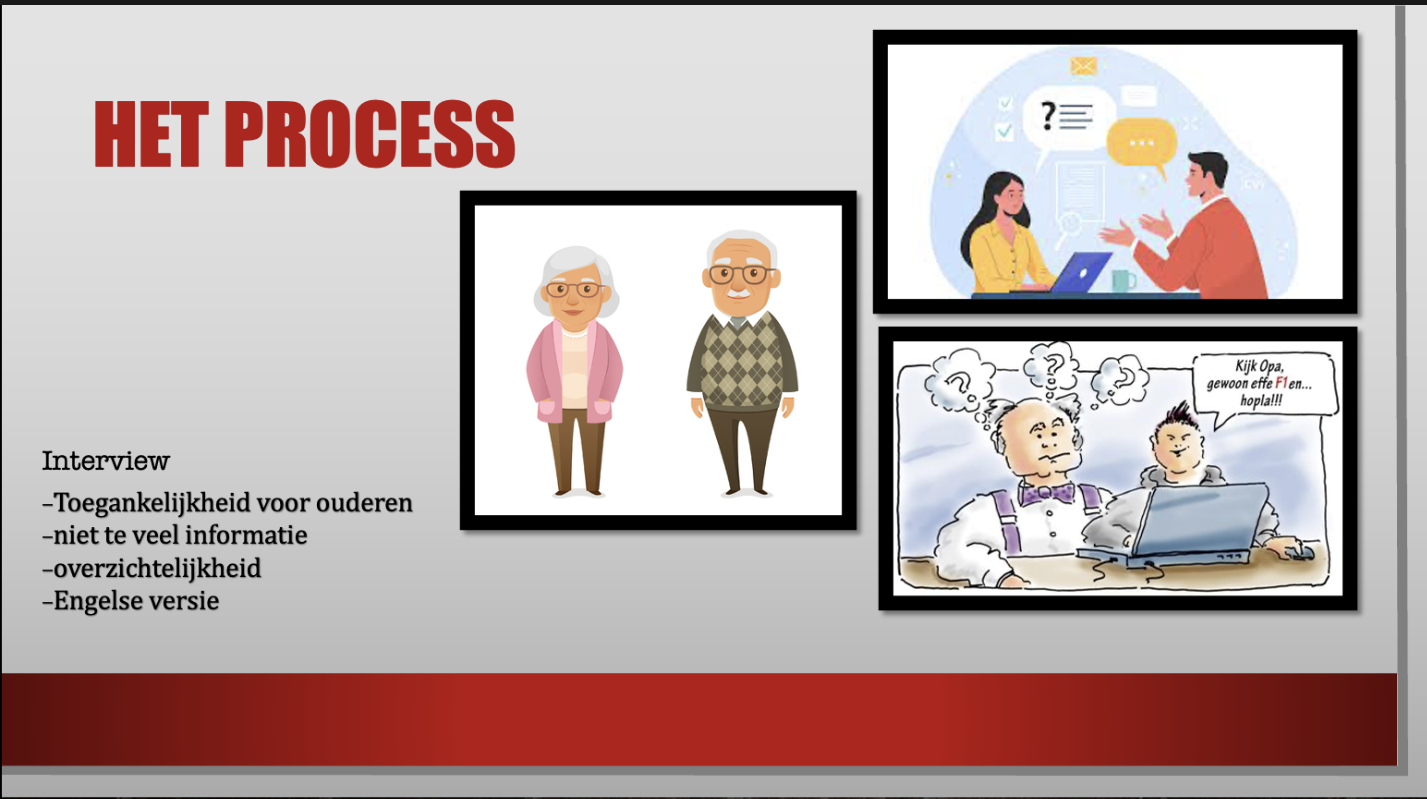 HET PROCESS
Interview
–Toegankelijkheid voor ouderen
–niet te veel informatie
–overzichtelijkheid
–Engelse versie
?
...
? ? ?
Kijk Opa,
gewoon effe F1 en...
hopla!!!